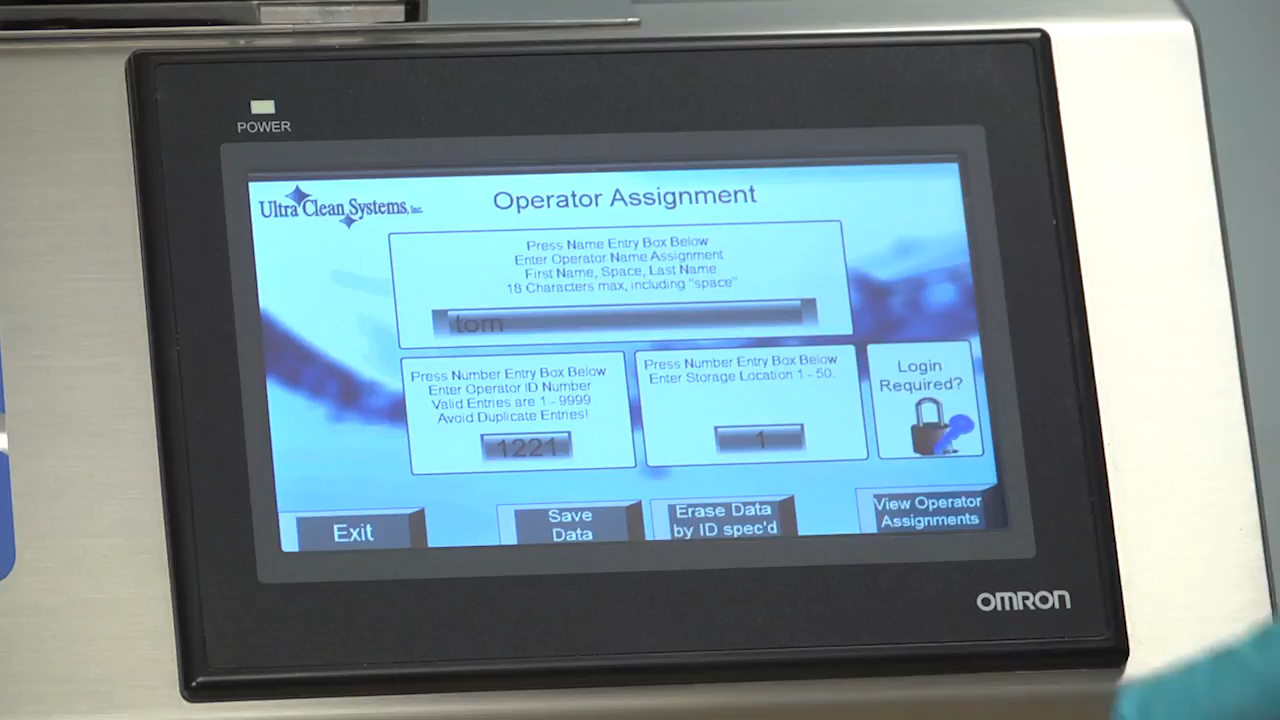 POWER
Ultra Clean Systems, Inc.
Operator Assignment
Press Name Entry Box Below
Enter Operator Name Assignment
First Name, Space, Last Name
18 Characters max, including "space"
tom
Press Number Entry Box Below
Enter Operator ID Number
Valid Entries are 1 - 9999
Avoid Duplicate Entries!
1221
Press Number Entry Box Below
Enter Storage Location 1 - 50.
1
Login
Required?
Exit
Save
Data
Erase Data
by ID spec'd
View Operator
Assignments
OMRON